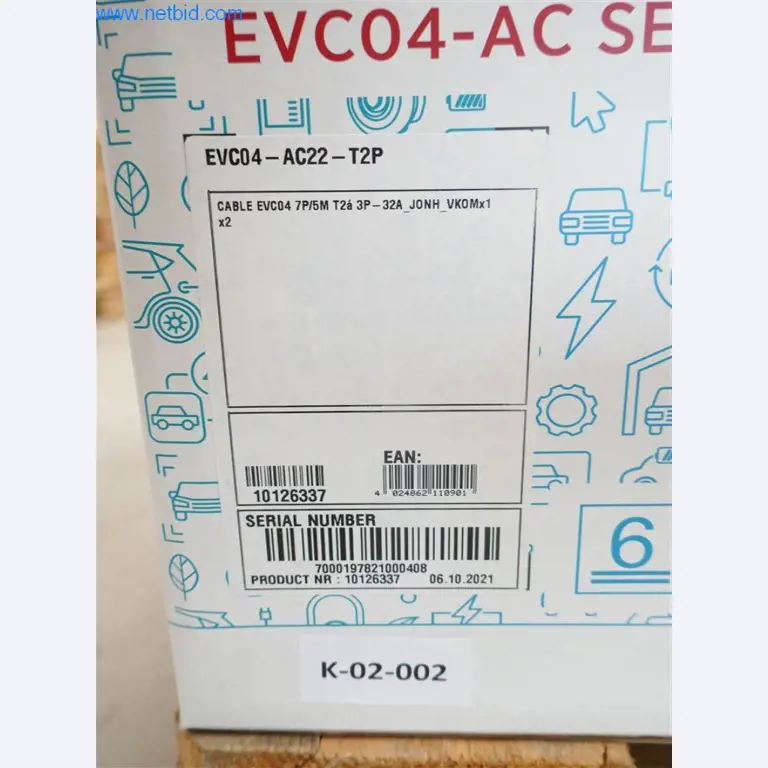 www.netbid.com
EVC04-AC SE
EVC04-AC22-T2P
CABLE EVC04 7P/5M T2á 3P-32A_JONH_VKOMx1
x2
EAN:
10126337
4 024862 110901
SERIAL NUMBER
7000197821000408
PRODUCT NR : 10126337 06.10.2021
6
K-02-002